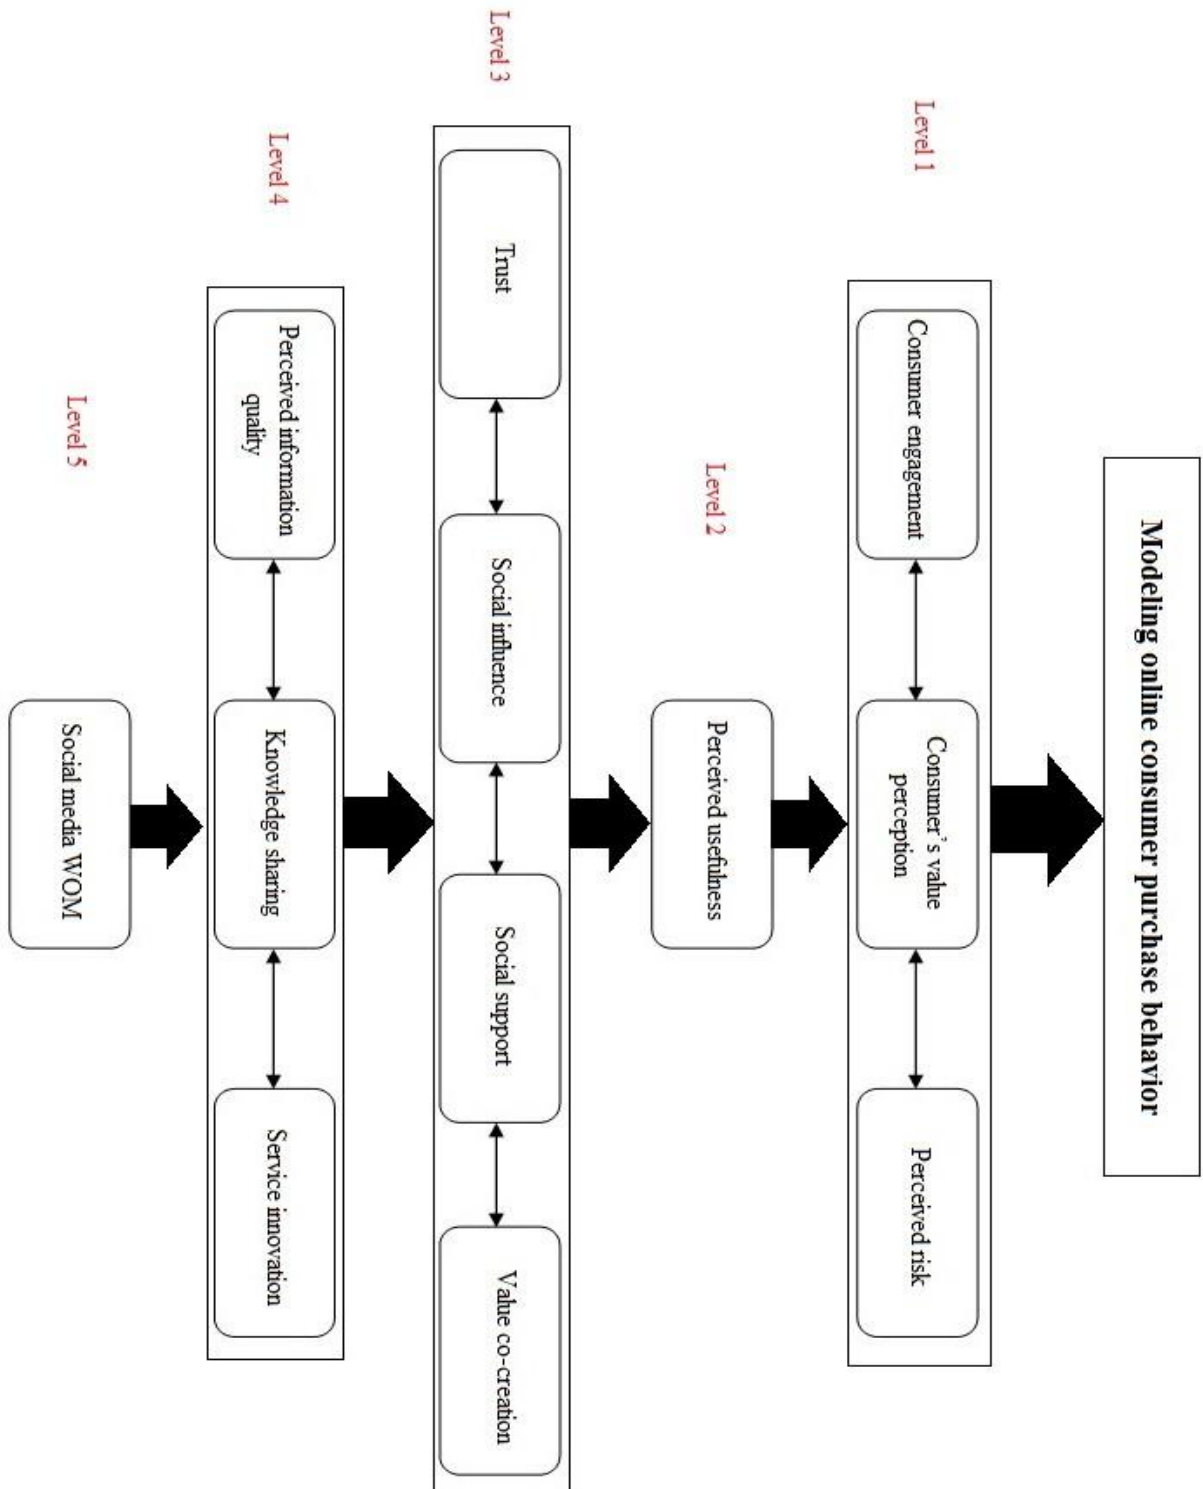 Modeling online consumer purchase behavior
Level 1
Consumer engagement
Consumer's value
perception
Perceived risk
Level 2
Perceived usefulness
Level 3
Trust
Social influence
Social support
Value co-creation
Level 4
Perceived information
quality
Knowledge sharing
Service innovation
Level 5
Social media WOM